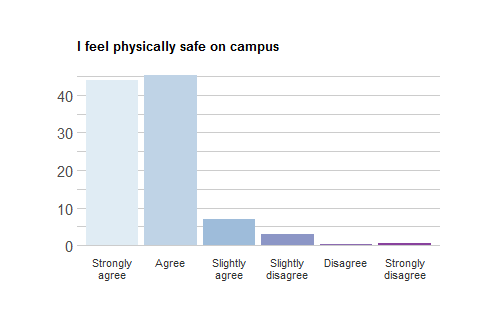 I feel physically safe on campus
40
30
20
10
0
Strongly
agree
Agree
Slightly
agree
Slightly
disagree
Disagree
Strongly
disagree